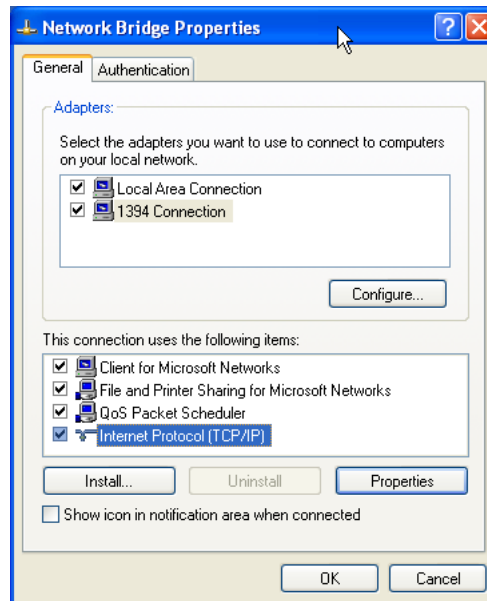 Network Bridge Properties
General
Authentication
Adapters:
Select the adapters you want to use to connect to computers
on your local network.
Local Area Connection
1394 Connection
Configure...
This connection uses the following items:
Client for Microsoft Networks
File and Printer Sharing for Microsoft Networks
QoS Packet Scheduler
Internet Protocol (TCP/IP)
Install...
Uninstall
Properties
Show icon in notification area when connected
OK
Cancel